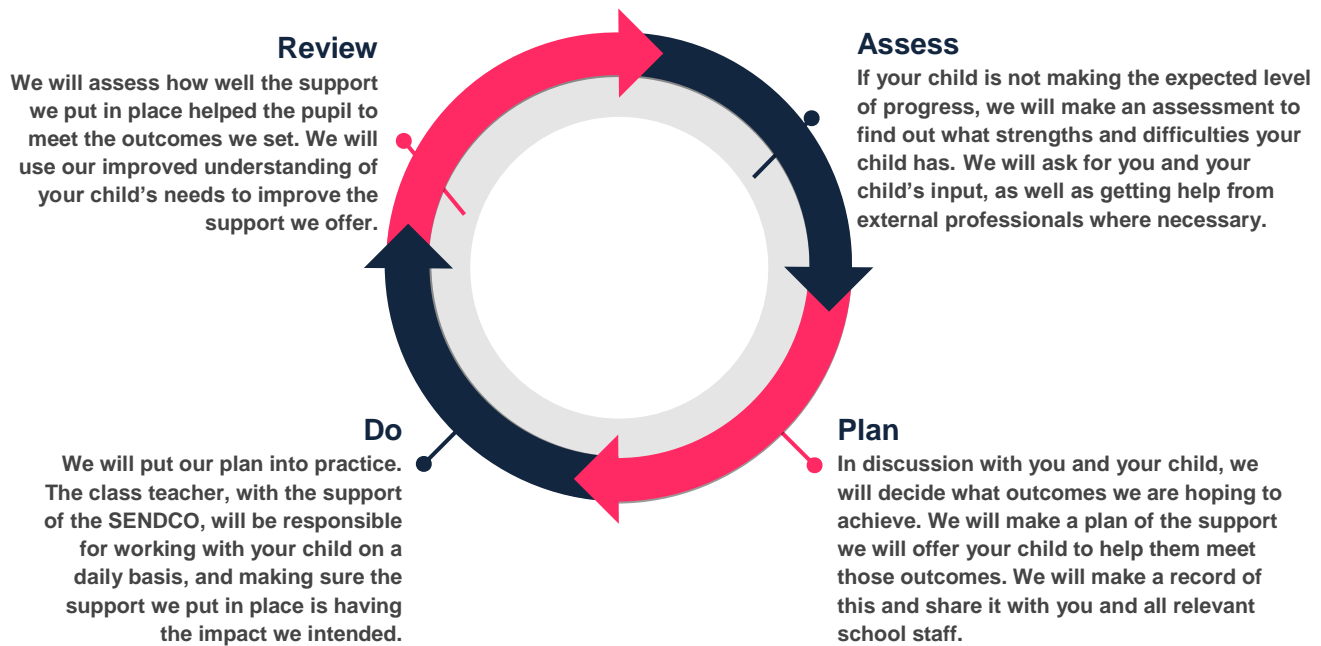 Review
We will assess how well the support
we put in place helped the pupil to
meet the outcomes we set. We will
use our improved understanding of
your child’s needs to improve the
support we offer.
Assess
If your child is not making the expected level
of progress, we will make an assessment to
find out what strengths and difficulties your
child has. We will ask for you and your
child’s input, as well as getting help from
external professionals where necessary.
Do
We will put our plan into practice.
The class teacher, with the support
of the SENDCO, will be responsible
for working with your child on a
daily basis, and making sure the
support we put in place is having
the impact we intended.
Plan
In discussion with you and your child, we
will decide what outcomes we are hoping to
achieve. We will make a plan of the support
we will offer your child to help them meet
those outcomes. We will make a record of
this and share it with you and all relevant
school staff.